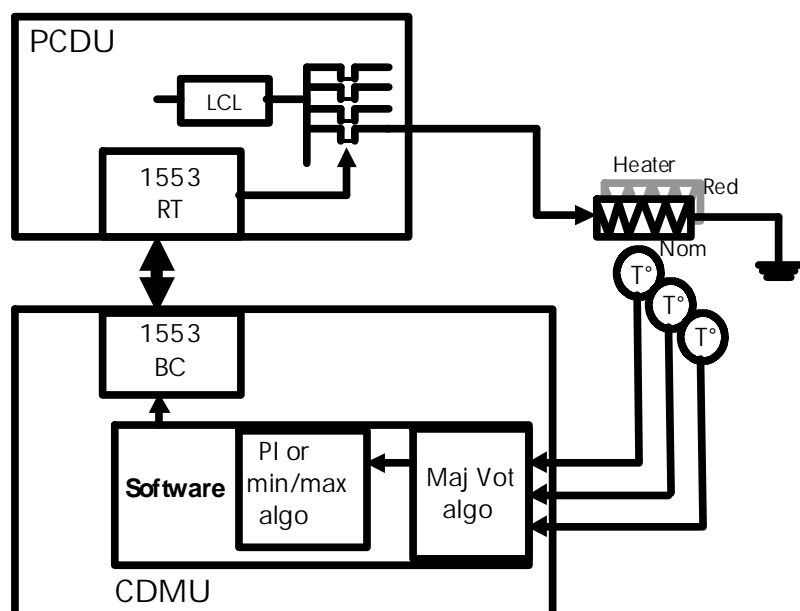 PCDU
LCL
1553
RT
Heater
Red
Nom
T°
T°
T°
1553
BC
Software
PI or
min/max
algo
Maj Vot
algo
CDMU